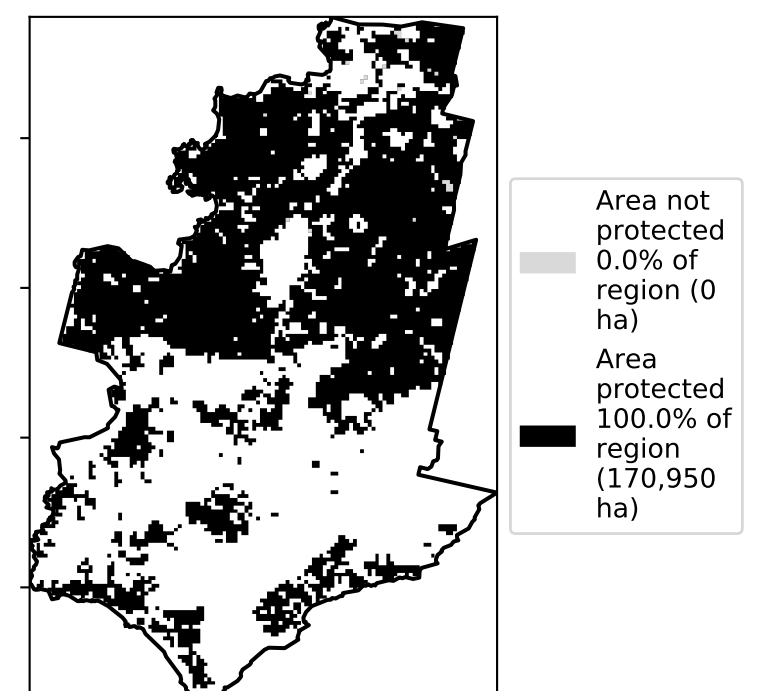 Area not
protected
0.0% of
region (0
ha)
Area
protected
100.0% of
region
(170,950
ha)